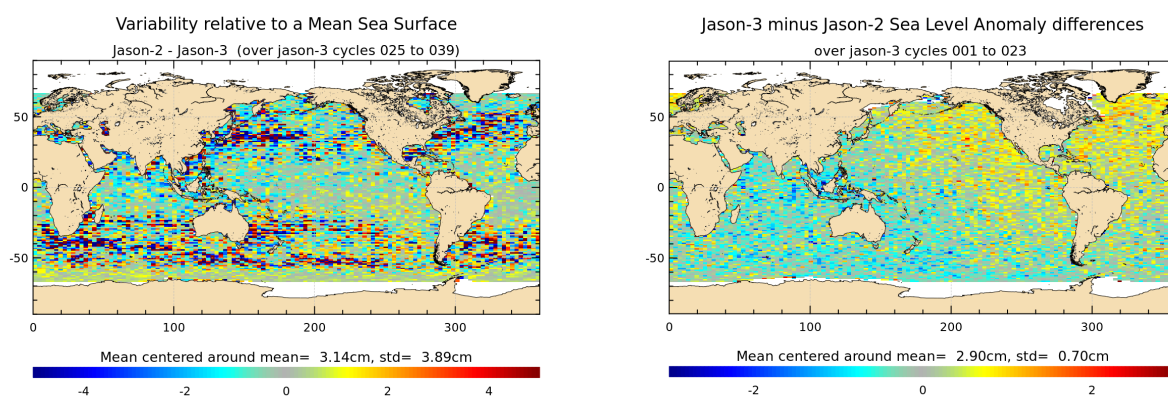 Variability relative to a Mean Sea Surface
Jason-2 - Jason-3 (over jason-3 cycles 025 to 039)
50
0
-50
0 100 200 300
Mean centered around mean= 3.14cm, std= 3.89cm
-4 -2 0 2 4
Jason-3 minus Jason-2 Sea Level Anomaly differences
over jason-3 cycles 001 to 023
50
0
-50
0 100 200 300
Mean centered around mean= 2.90cm, std= 0.70cm
-2 0 2